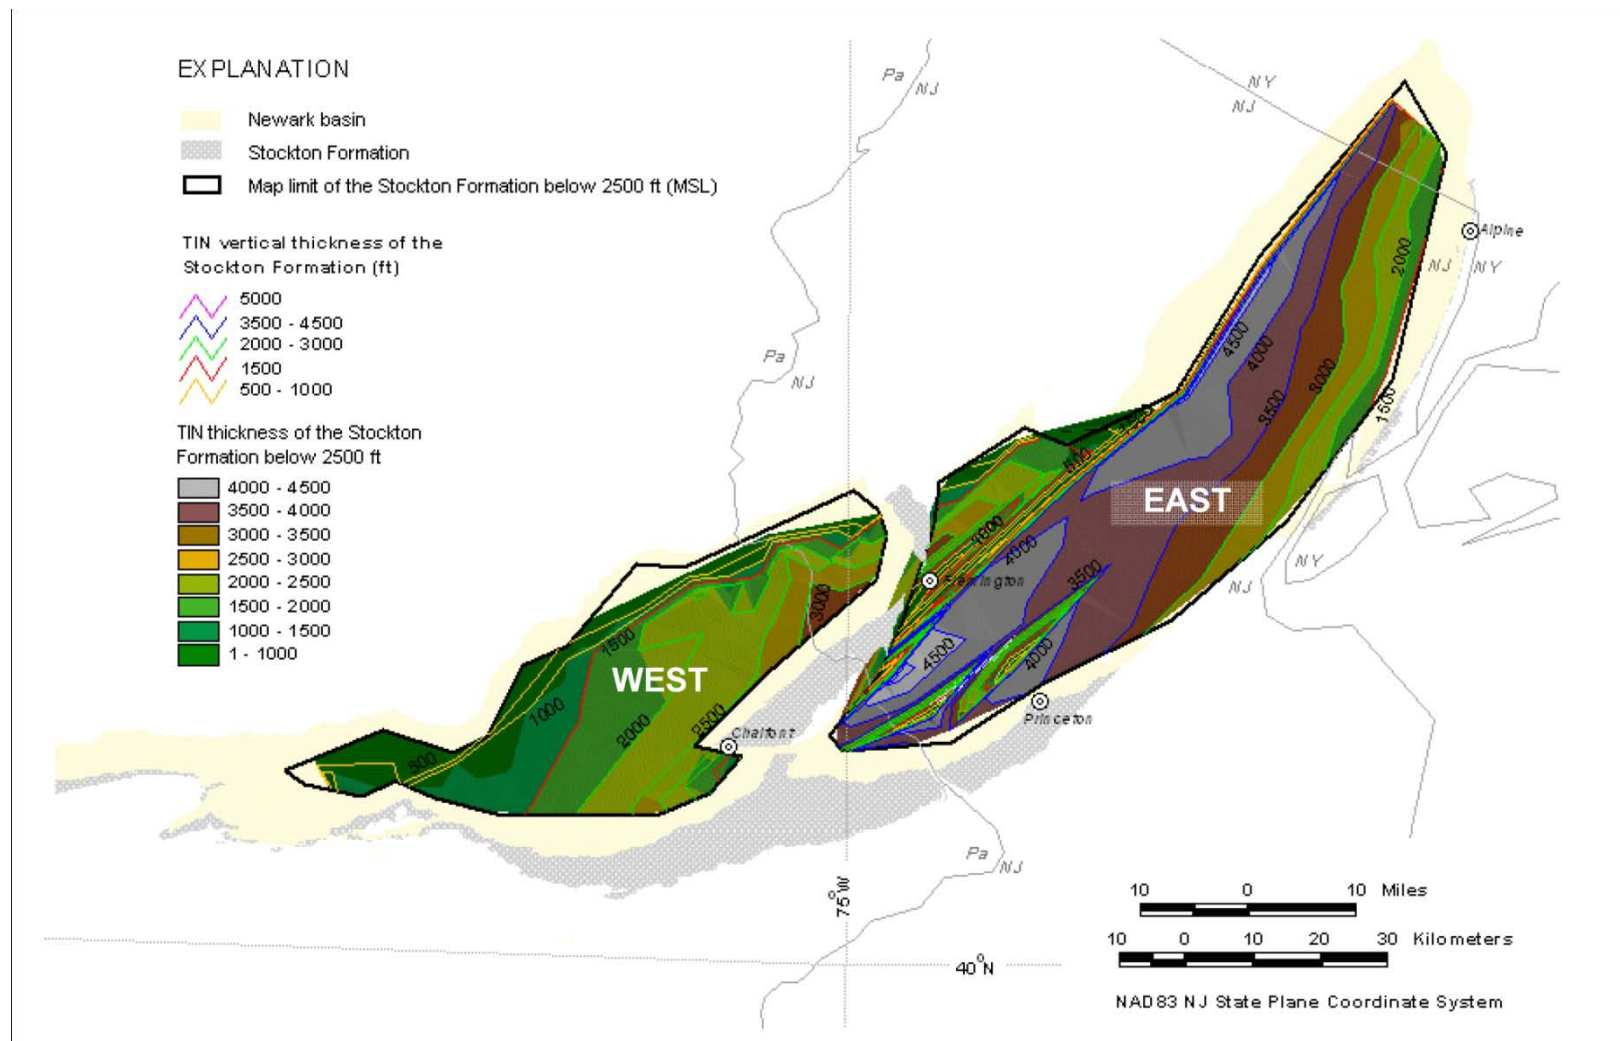 EXPLANATION
Newark basin
Stockton Formation
Map limit of the Stockton Formation below 2500 ft (MSL)
TIN vertical thickness of the
Stockton Formation (ft)
5000
3500 - 4500
2000 - 3000
1500
500 - 1000
TIN thickness of the Stockton
Formation below 2500 ft
4000 - 4500
3500 - 4000
3000 - 3500
2500 - 3000
2000 - 2500
1500 - 2000
1000 - 1500
1 - 1000
Pa
NJ
NY
NJ
Alpine
2000
NJ
NY
4500
4000
3500
3000
1500
Pa
NJ
500
EAST
4000
Flemington
3500
NY
NJ
3000
1500
4500
4000
WEST
Princeton
1000
2000
2500
Chalfont
500
Pa
NJ
75°W
40°N
10 0 10 Miles
10 0 10 20 30 Kilometers
NAD83 NJ State Plane Coordinate System